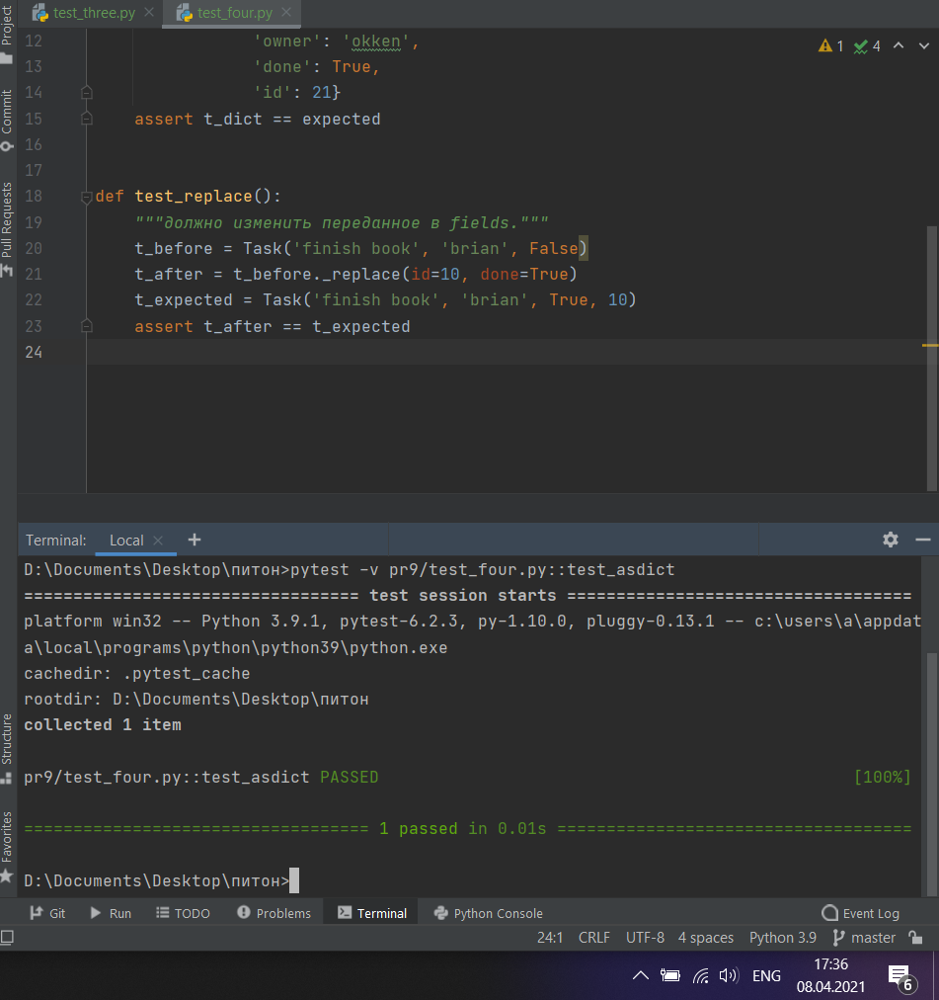 test_three.py
test_four.py
Project
Commit
Pull Requests
Structure
Favorites
1 4
12 'owner': 'okken',
13 'done': True,
14 'id': 21}
15 assert t_dict == expected
16
17
18 def test_replace():
19 """должно изменить переданное в fields."""
20 t_before = Task('finish book', 'brian', False)
21 t_after = t_before._replace(id=10, done=True)
22 t_expected = Task('finish book', 'brian', True, 10)
23 assert t_after == t_expected
24
Terminal: Local
D:\Documents\Desktop\питон>pytest -v pr9/test_four.py::test_asdict
================================== test session starts ===================================
platform win32 -- Python 3.9.1, pytest-6.2.3, py-1.10.0, pluggy-0.13.1 -- c:\users\a\appdat
a\local\programs\python\python39\python.exe
cachedir: .pytest_cache
rootdir: D:\Documents\Desktop\питон
collected 1 item
pr9/test_four.py::test_asdict PASSED [100%]
=================================== 1 passed in 0.01s ====================================
D:\Documents\Desktop\питон>
Git Run TODO Problems Terminal Python Console Event Log
24:1 CRLF UTF-8 4 spaces Python 3.9 master
17:36
ENG
08.04.2021
6